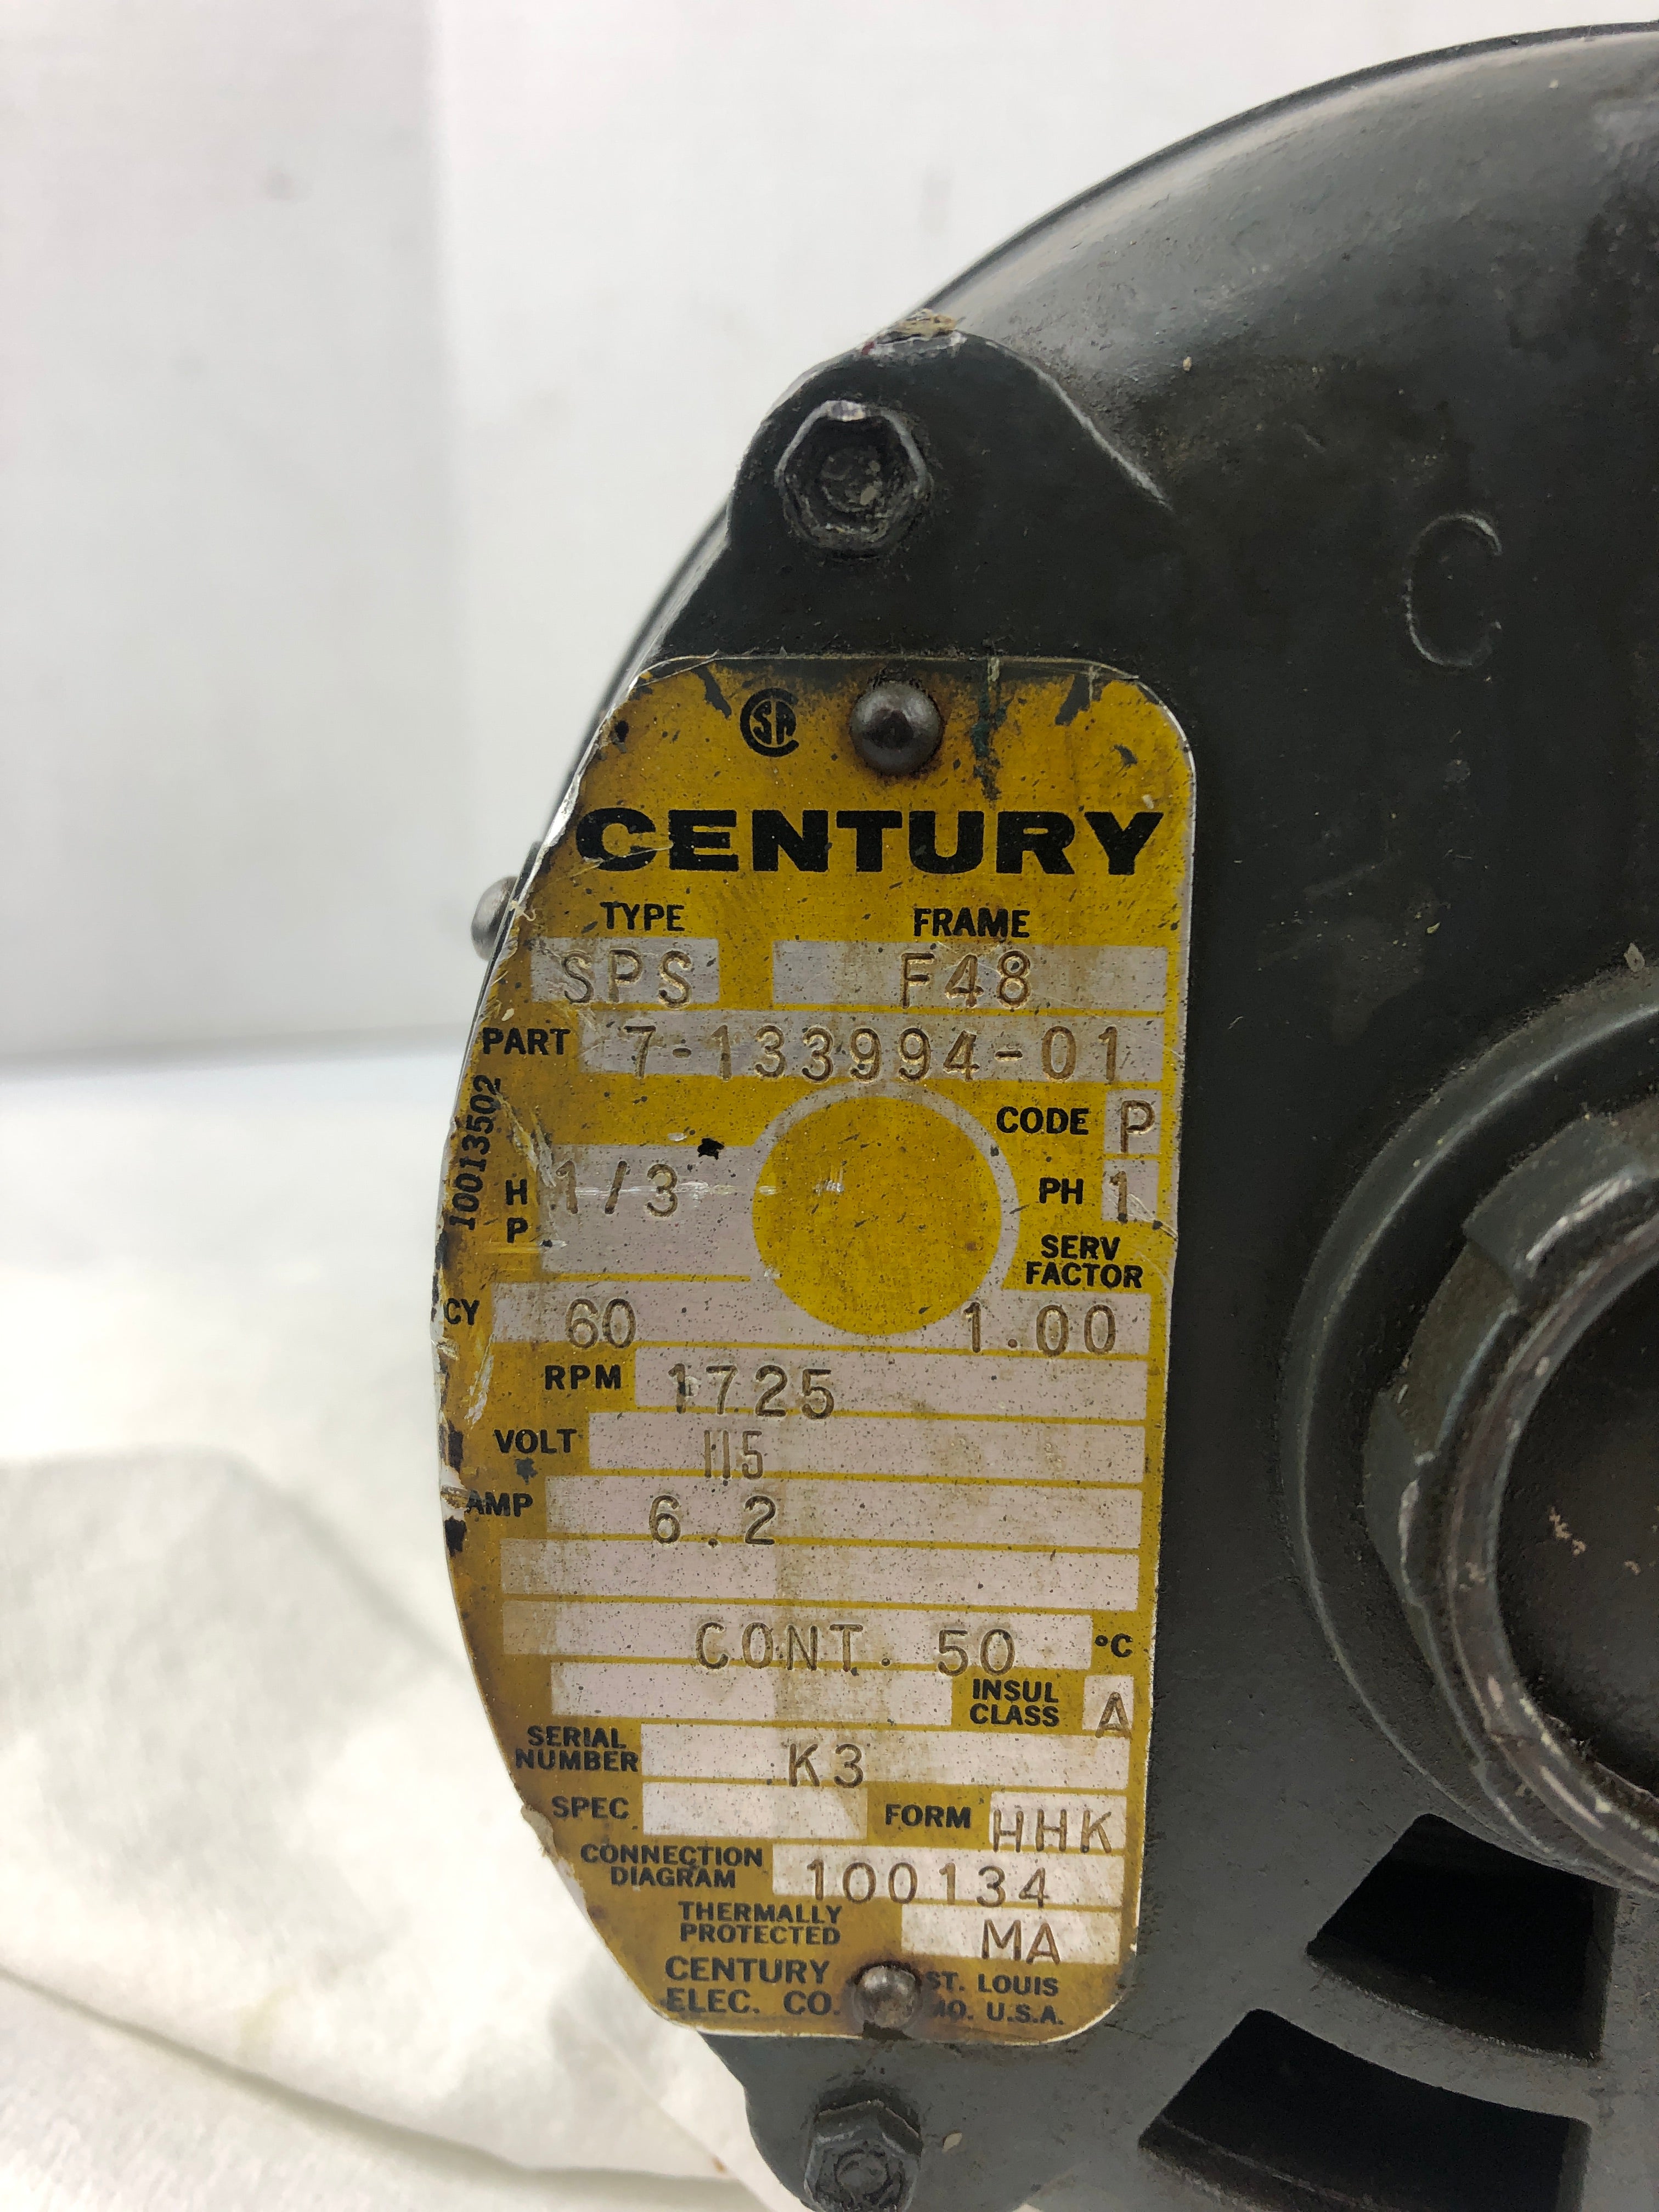 C
CSA
CENTURY
TYPE FRAME
SPS F48
PART 7-133994-01
10013502
CODE P
HP 1/3 PH 1
SERV
FACTOR
CY 60 1.00
RPM 1725
VOLT 115
AMP 6.2
CONT. 50 °C
INSUL
CLASS A
SERIAL
NUMBER K3
SPEC FORM HHK
CONNECTION
DIAGRAM 100134
THERMALLY
PROTECTED MA
CENTURY ST. LOUIS
ELEC. CO. MO. U.S.A.